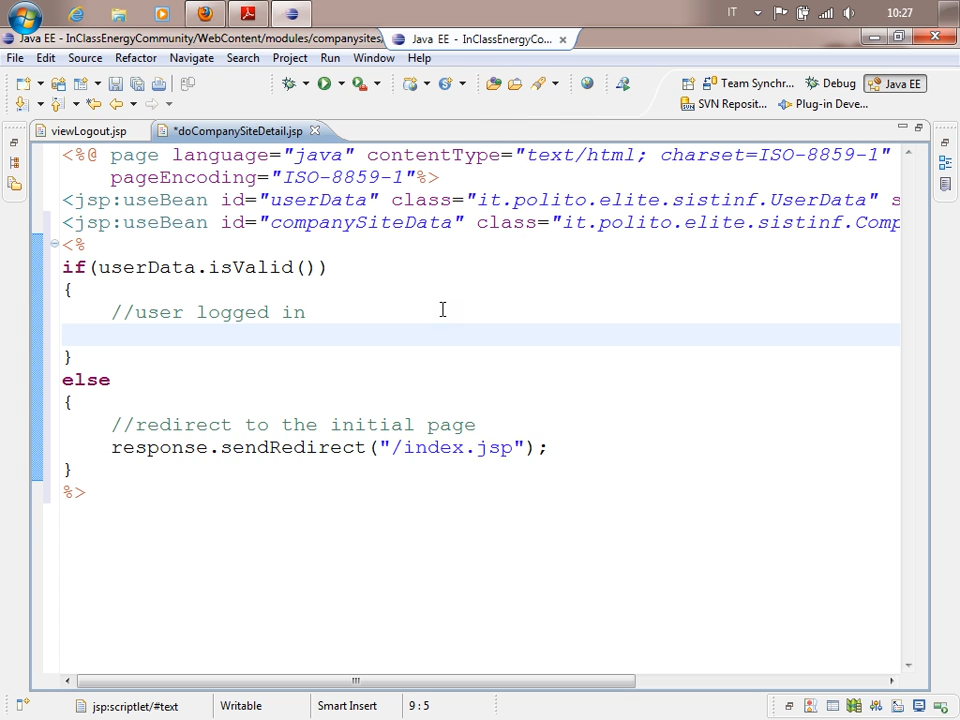 IT
10:27
Java EE - InClassEnergyCommunity/WebContent/modules/companysites
Java EE - InClassEnergyCo...
File Edit Source Refactor Navigate Search Project Run Window Help
Team Synchr... Debug Java EE
SVN Reposit... Plug-in Deve...
viewLogout.jsp *doCompanySiteDetail.jsp
<%@ page language="java" contentType="text/html; charset=ISO-8859-1"
pageEncoding="ISO-8859-1"%>
<jsp:useBean id="userData" class="it.polito.elite.sistinf.UserData" s
<jsp:useBean id="companySiteData" class="it.polito.elite.sistinf.Comp
<%
if(userData.isValid())
{
//user logged in
}
else
{
//redirect to the initial page
response.sendRedirect("/index.jsp");
}
%>
jsp:scriptlet/#text Writable Smart Insert 9 : 5